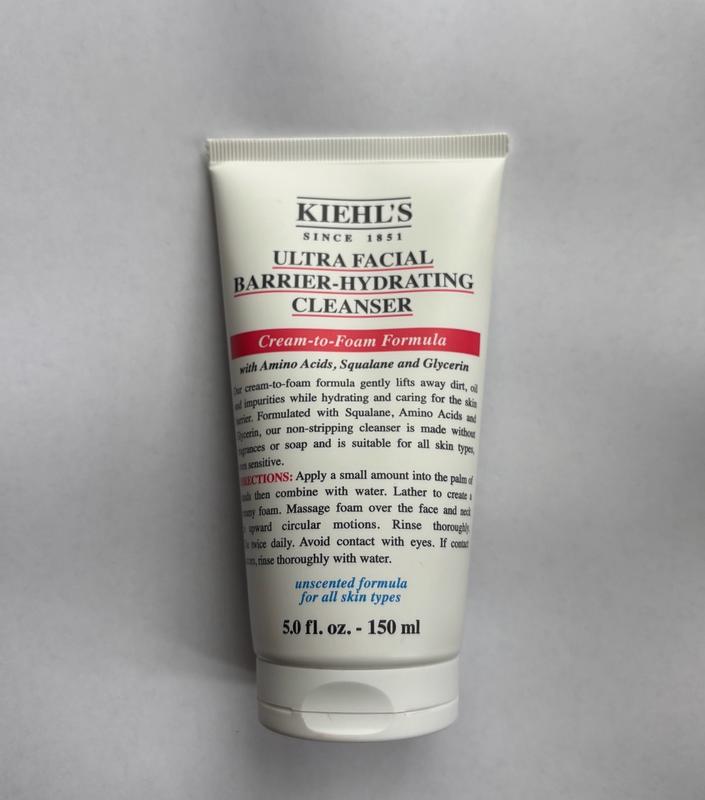 KIEHL'S
SINCE 1851
ULTRA FACIAL
BARRIER-HYDRATING
CLEANSER
Cream-to-Foam Formula
with Amino Acids, Squalane and Glycerin
cream-to-foam formula gently lifts away dirt, oil
impurities while hydrating and caring for the skin
Formulated with Squalane, Amino Acids and
Glycerin, our non-stripping cleanser is made without
or soap and is suitable for all skin types,
sensitive.
Apply a small amount into the palm of
then combine with water. Lather to create a
foam. Massage foam over the face and neck
upward circular motions. Rinse thoroughly.
twice daily. Avoid contact with eyes. If contact
rinse thoroughly with water.
unscented formula
for all skin types
5.0 fl. oz. - 150 ml